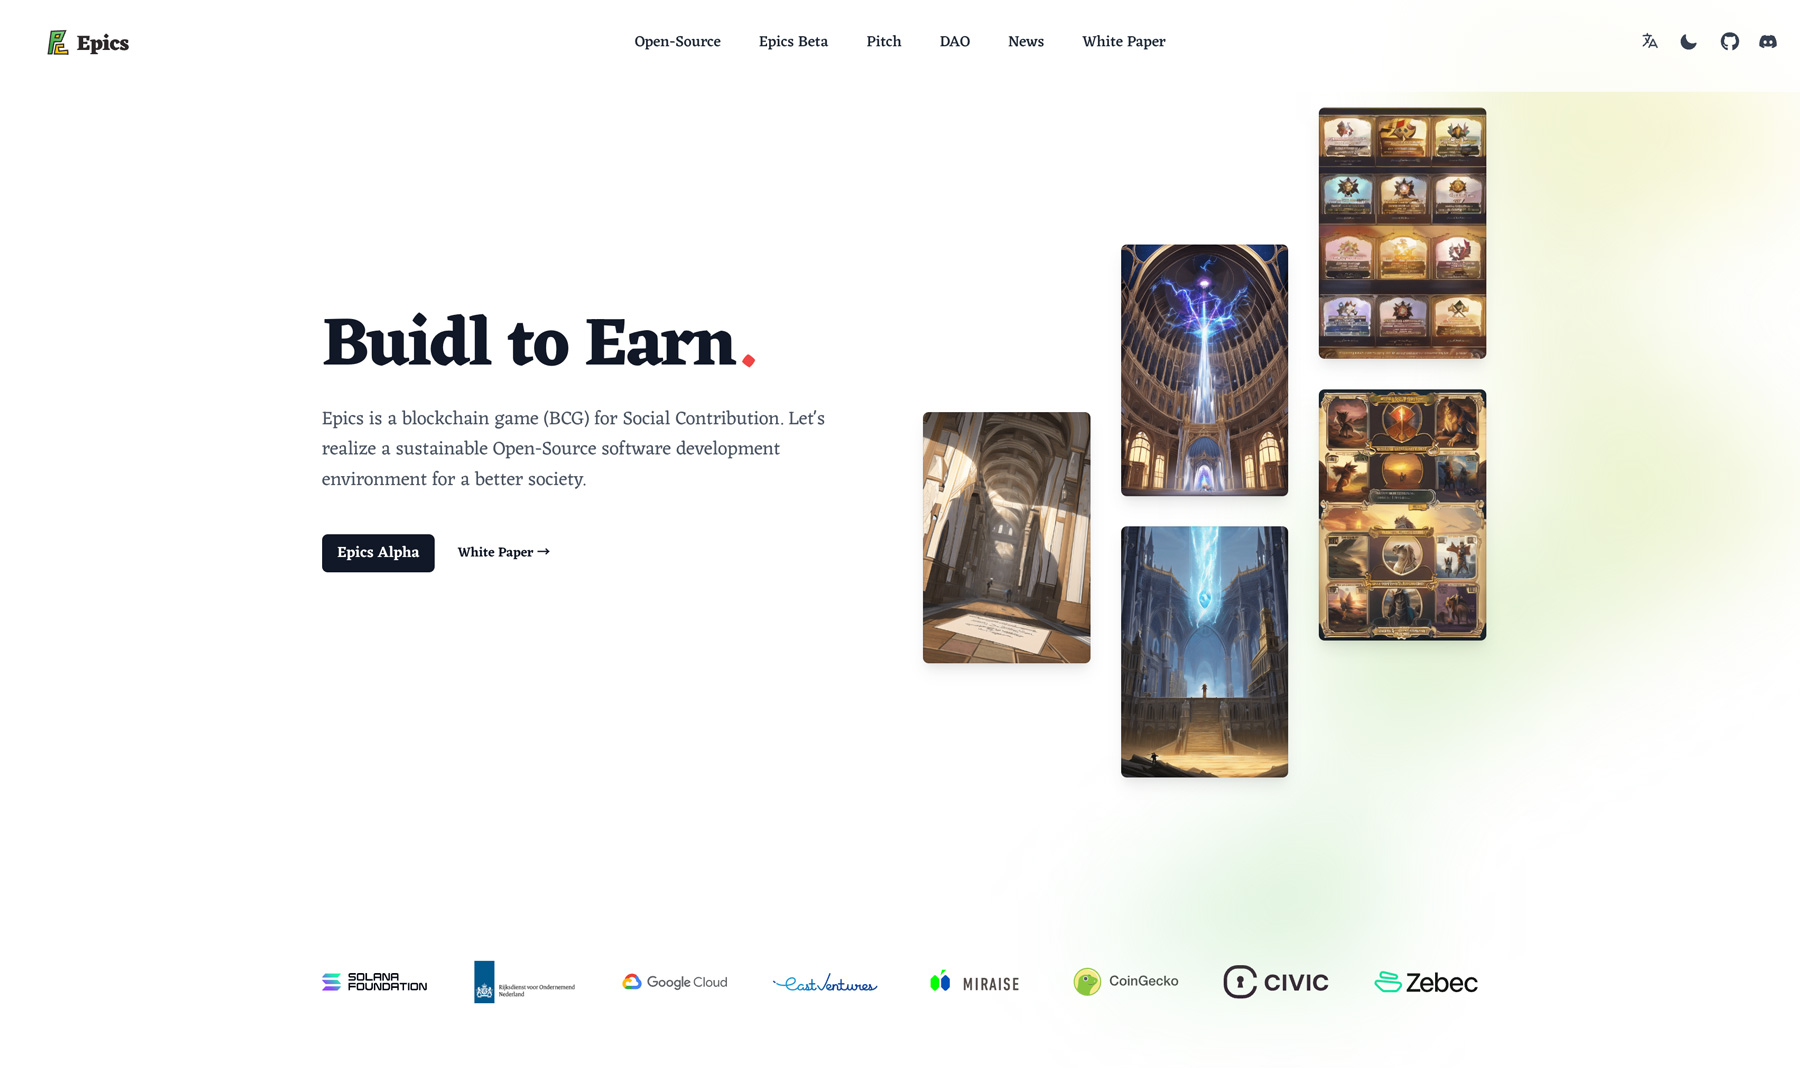 Epics
Open-Source
Epics Beta
Pitch
DAO
News
White Paper
Buidl to Earn.
Epics is a blockchain game (BCG) for Social Contribution. Let's
realize a sustainable Open-Source software development
environment for a better society.
Epics Alpha
White Paper →
SOLANA
FOUNDATION
Rijksdienst voor Ondernemend
Nederland
Google Cloud
East Ventures
MIRAISE
CoinGecko
CIVIC
Zebec